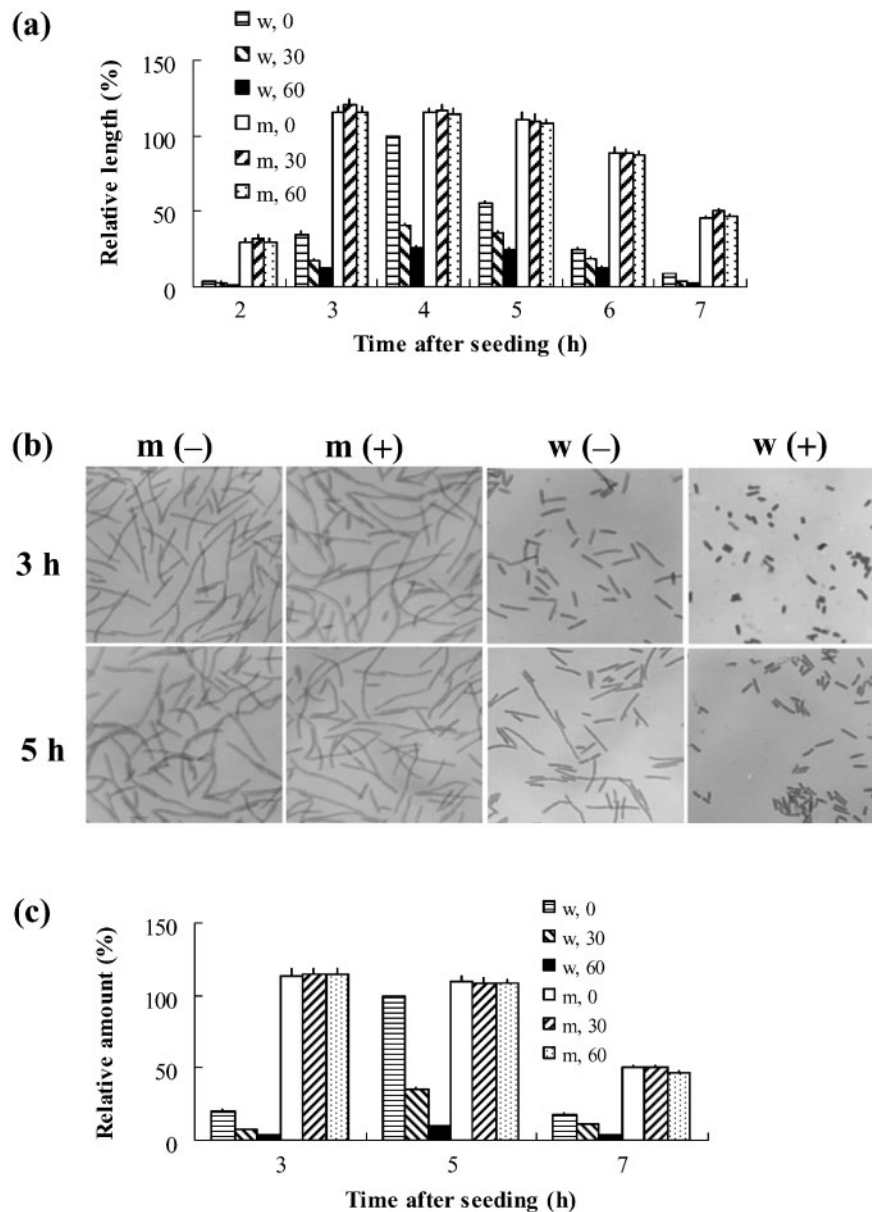 (a)
w, 0
w, 30
w, 60
m, 0
m, 30
m, 60
150
100
50
0
Relative length (%)
2 3 4 5 6 7
Time after seeding (h)
(b)
m (–) m (+) w (–) w (+)
3 h
5 h
(c)
150
100
50
0
Relative amount (%)
w, 0
w, 30
w, 60
m, 0
m, 30
m, 60
3 5 7
Time after seeding (h)